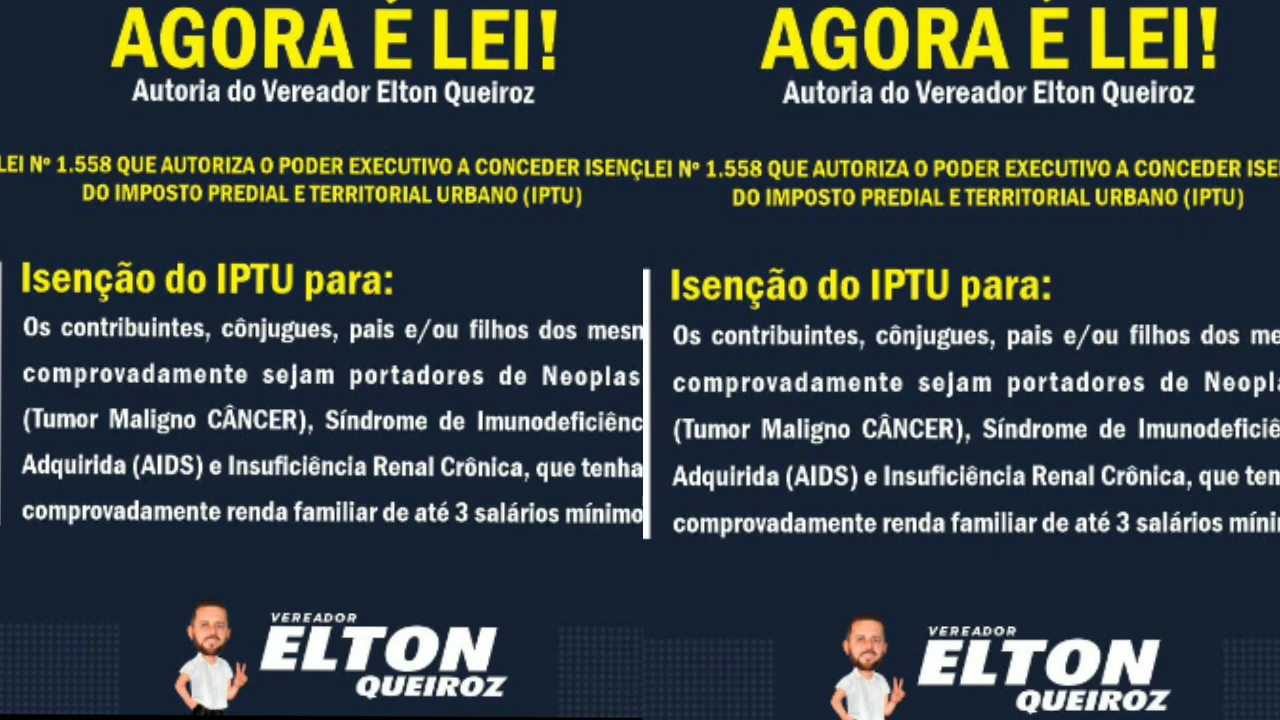 AGORA É LEI!
Autoria do Vereador Elton Queiroz
LEI Nº 1.558 QUE AUTORIZA O PODER EXECUTIVO A CONCEDER ISENÇ
DO IMPOSTO PREDIAL E TERRITORIAL URBANO (IPTU)
Isenção do IPTU para:
Os contribuintes, cônjugues, pais e/ou filhos dos mesm
comprovadamente sejam portadores de Neoplas
(Tumor Maligno CÂNCER), Síndrome de Imunodeficiênc
Adquirida (AIDS) e Insuficiência Renal Crônica, que tenha
comprovadamente renda familiar de até 3 salários mínimo
VEREADOR
ELTON
QUEIROZ
AGORA É LEI!
Autoria do Vereador Elton Queiroz
LEI Nº 1.558 QUE AUTORIZA O PODER EXECUTIVO A CONCEDER ISE
DO IMPOSTO PREDIAL E TERRITORIAL URBANO (IPTU)
Isenção do IPTU para:
Os contribuintes, cônjugues, pais e/ou filhos dos me
comprovadamente sejam portadores de Neopla
(Tumor Maligno CÂNCER), Síndrome de Imunodeficiê
Adquirida (AIDS) e Insuficiência Renal Crônica, que ten
comprovadamente renda familiar de até 3 salários míni
VEREADOR
ELTON
QUEIROZ